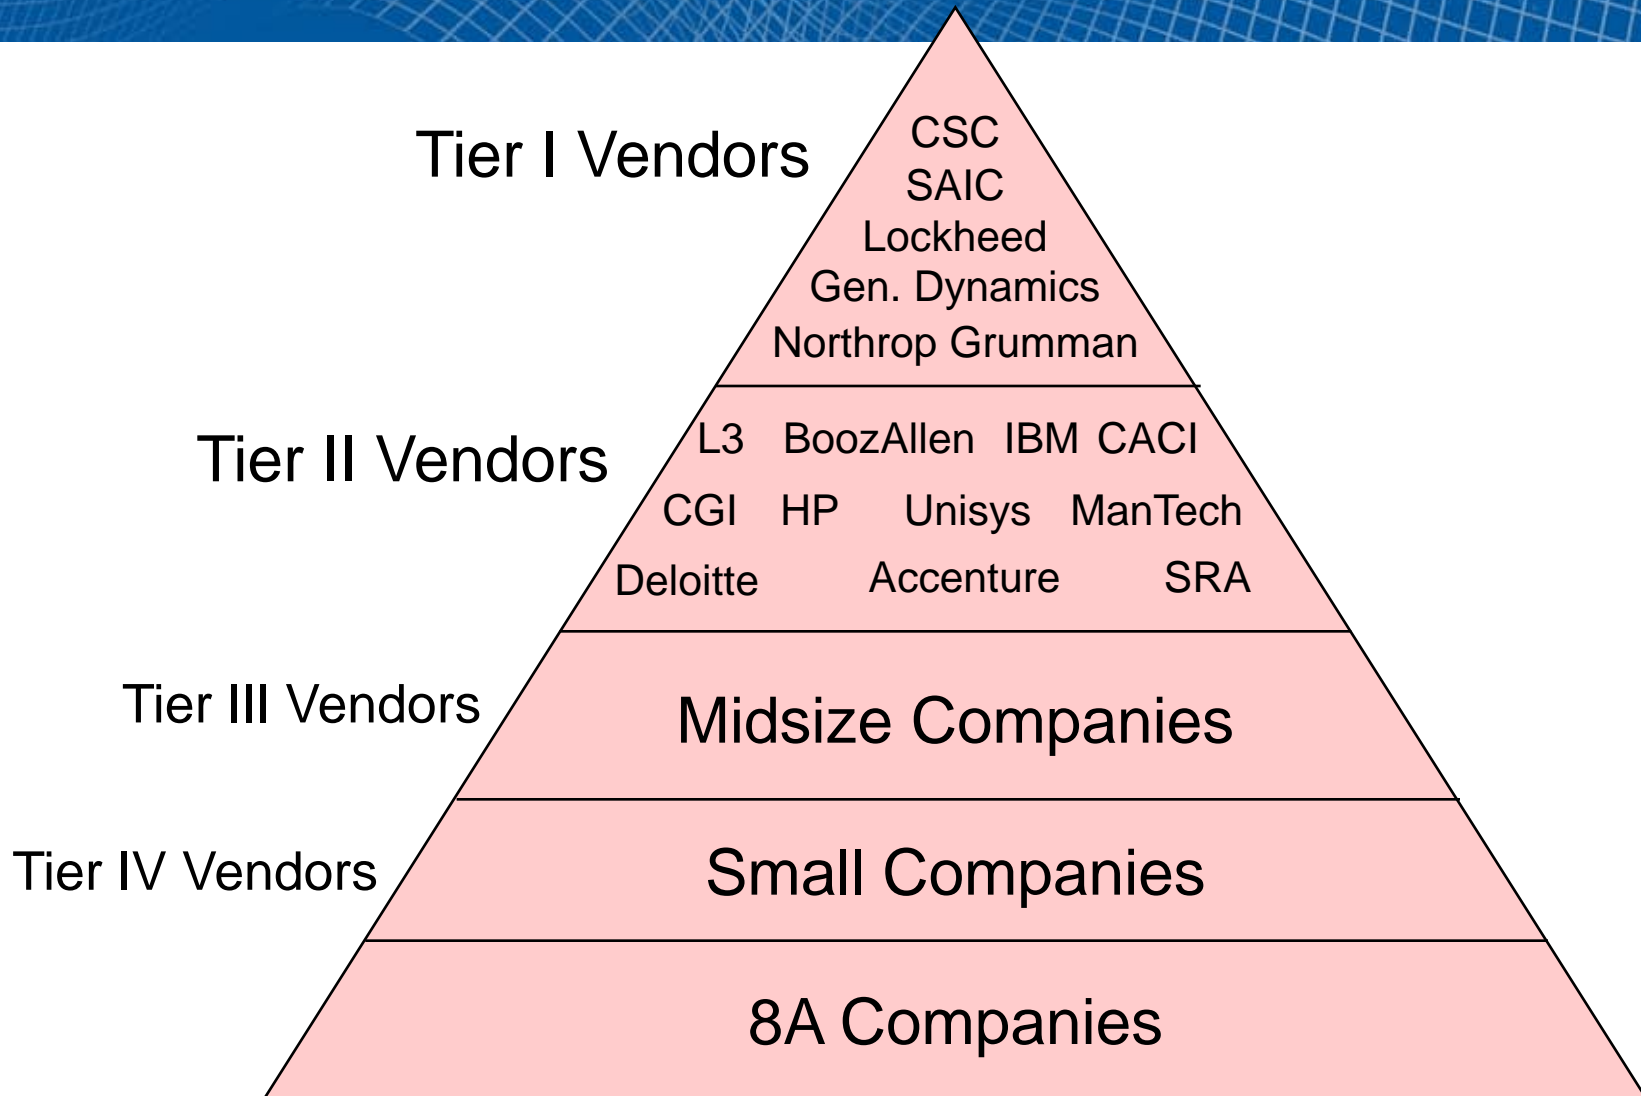 Tier I Vendors
CSC
SAIC
Lockheed
Gen. Dynamics
Northrop Grumman
Tier II Vendors
L3 BoozAllen IBM CACI
CGI HP Unisys ManTech
Deloitte Accenture SRA
Tier III Vendors
Midsize Companies
Tier IV Vendors
Small Companies
8A Companies